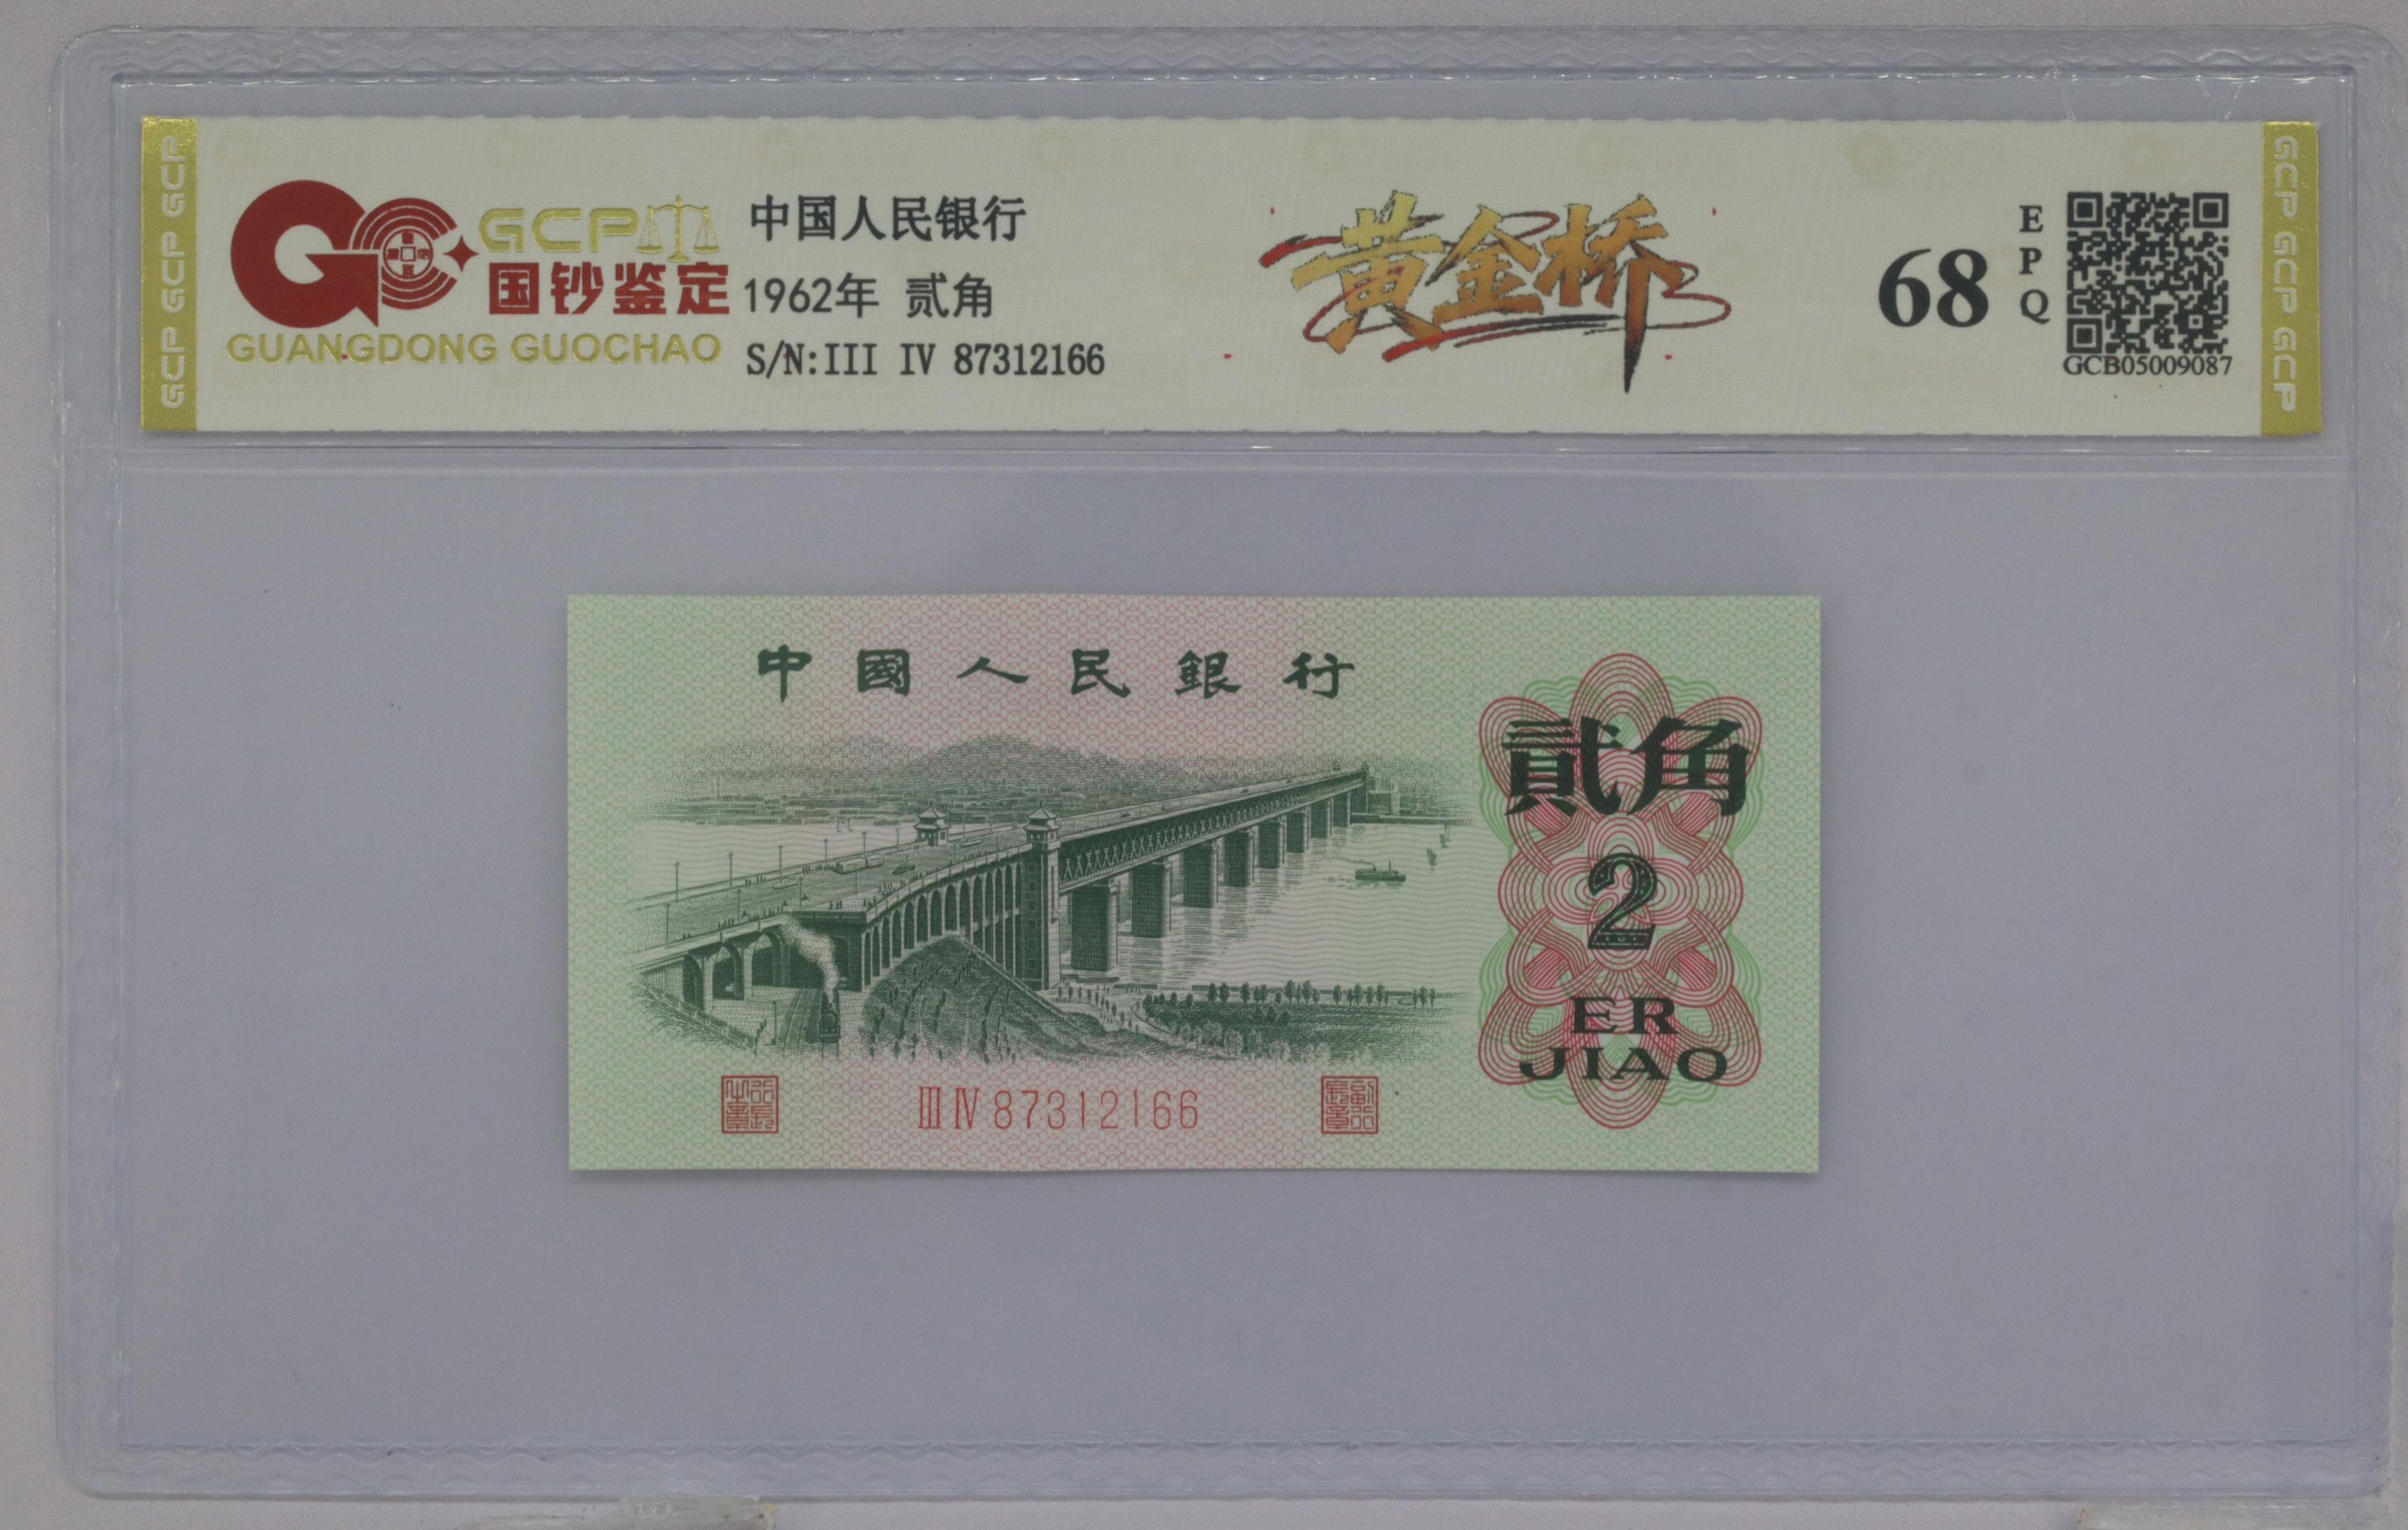 GCP GCP GCP
GCP
国钞鉴定
GUANGDONG GUOCHAO
中国人民银行
1962年 贰角
S/N:III IV 87312166
黄金桥
68
EPQ
GCB05009087
GCP GCP GCP
中國人民銀行
貳角
2
ER
JIAO
III IV 87312166